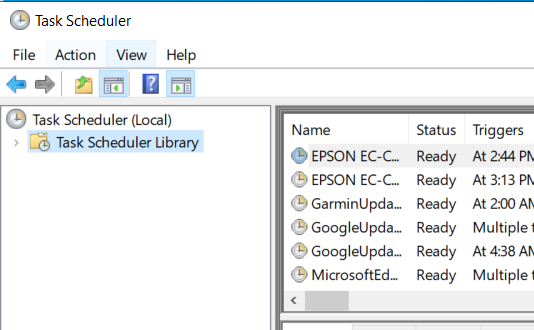 Task Scheduler
File Action View Help
Task Scheduler (Local)
Task Scheduler Library
Name Status Triggers
EPSON EC-C... Ready At 2:44 PM
EPSON EC-C... Ready At 3:13 PM
GarminUpda... Ready At 2:00 AM
GoogleUpda... Ready Multiple t
GoogleUpda... Ready At 4:38 AM
MicrosoftEd... Ready Multiple t